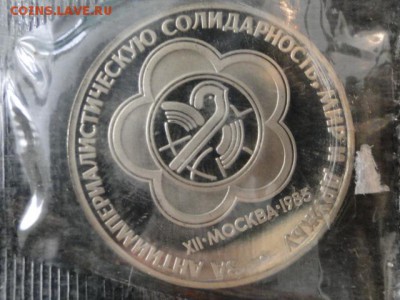 COINS.LAVE.RU
ЗА АНТИИМПЕРИАЛИСТИЧЕСКУЮ СОЛИДАРНОСТЬ, МИР И ДРУЖБУ
XII·МОСКВА·1985